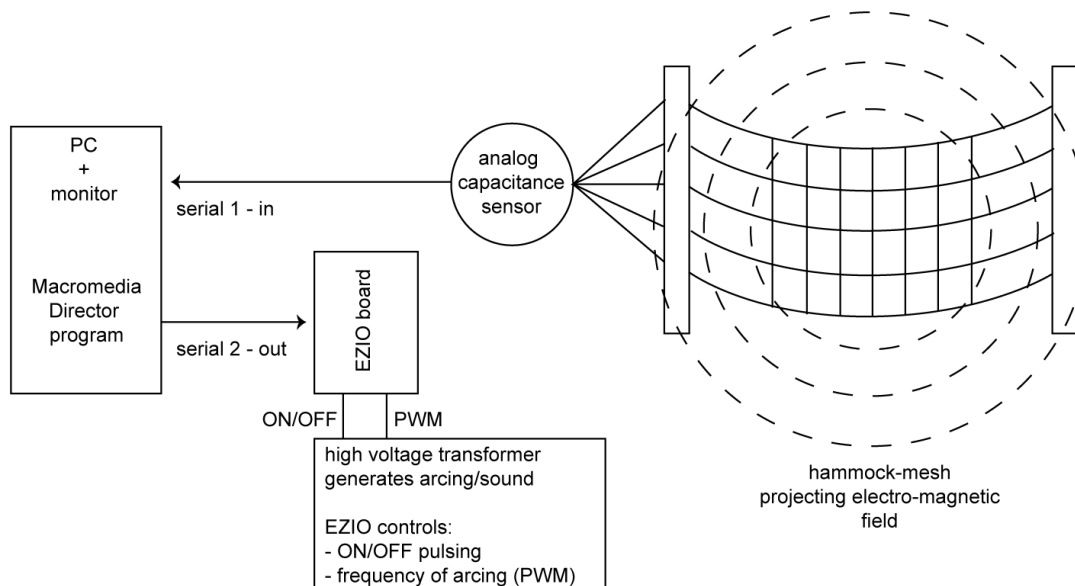 PC
+
monitor
Macromedia
Director
program
serial 1 - in
serial 2 - out
analog
capacitance
sensor
EZIO board
ON/OFF
PWM
high voltage transformer
generates arcing/sound
EZIO controls:
- ON/OFF pulsing
- frequency of arcing (PWM)
hammock-mesh
projecting electro-magnetic
field